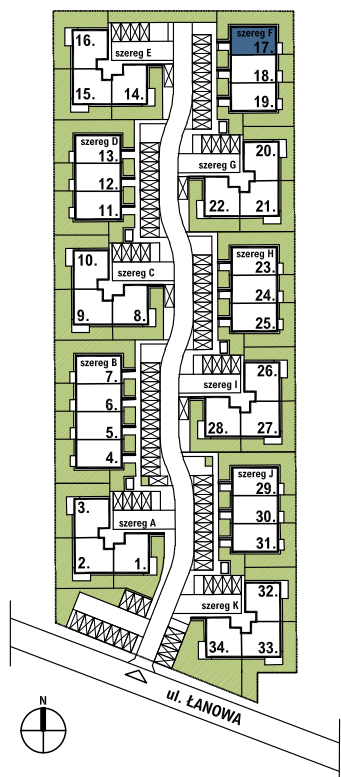 16.
szereg E
15.
14.
szereg F
17.
18.
19.
szereg D
13.
12.
11.
szereg G
20.
22.
21.
10.
szereg C
9.
8.
szereg H
23.
24.
25.
szereg B
7.
6.
5.
4.
26.
szereg I
28.
27.
3.
szereg A
2.
1.
szereg J
29.
30.
31.
szereg K
32.
34.
33.
ul. ŁANOWA
N